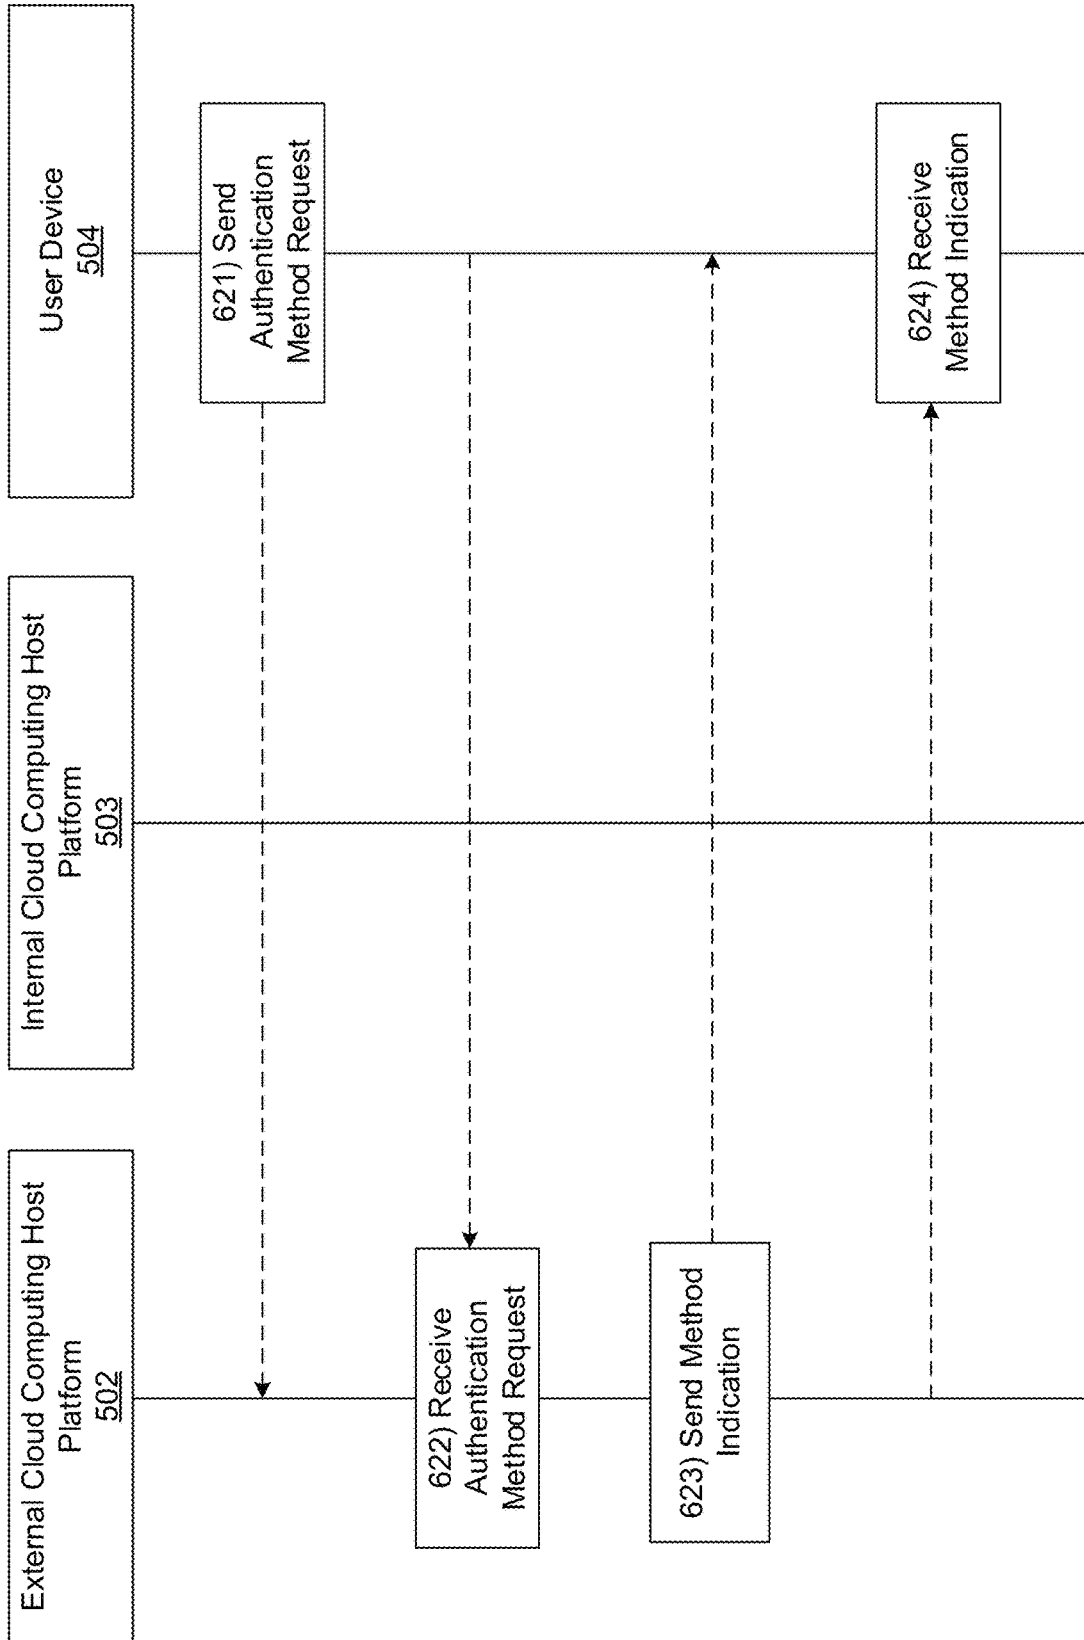 External Cloud Computing Host
Platform
502
Internal Cloud Computing Host
Platform
503
User Device
504
621) Send
Authentication
Method Request
622) Receive
Authentication
Method Request
623) Send Method
Indication
624) Receive
Method Indication